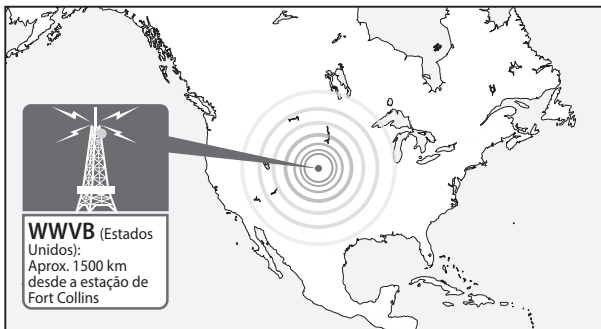 WWVB (Estados
Unidos):
Aprox. 1500 km
desde a estação de
Fort Collins